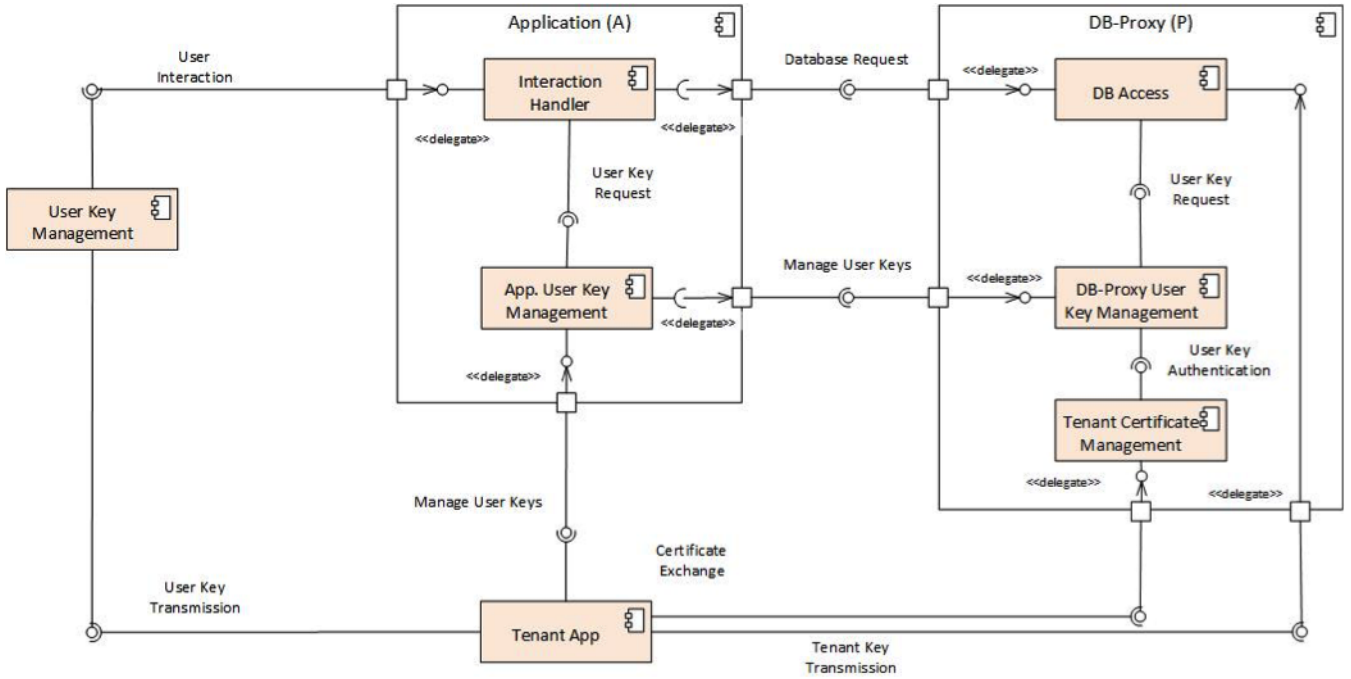 Application (A)
DB-Proxy (P)
User
Interaction
Interaction
Handler
<<delegate>>
<<delegate>>
Database Request
<<delegate>>
DB Access
User Key
Request
User Key
Request
User Key
Management
App. User Key
Management
<<delegate>>
<<delegate>>
Manage User Keys
<<delegate>>
DB-Proxy User
Key Management
User Key
Authentication
Tenant Certificate
Management
<<delegate>>
<<delegate>>
Manage User Keys
Certificate
Exchange
User Key
Transmission
Tenant App
Tenant Key
Transmission